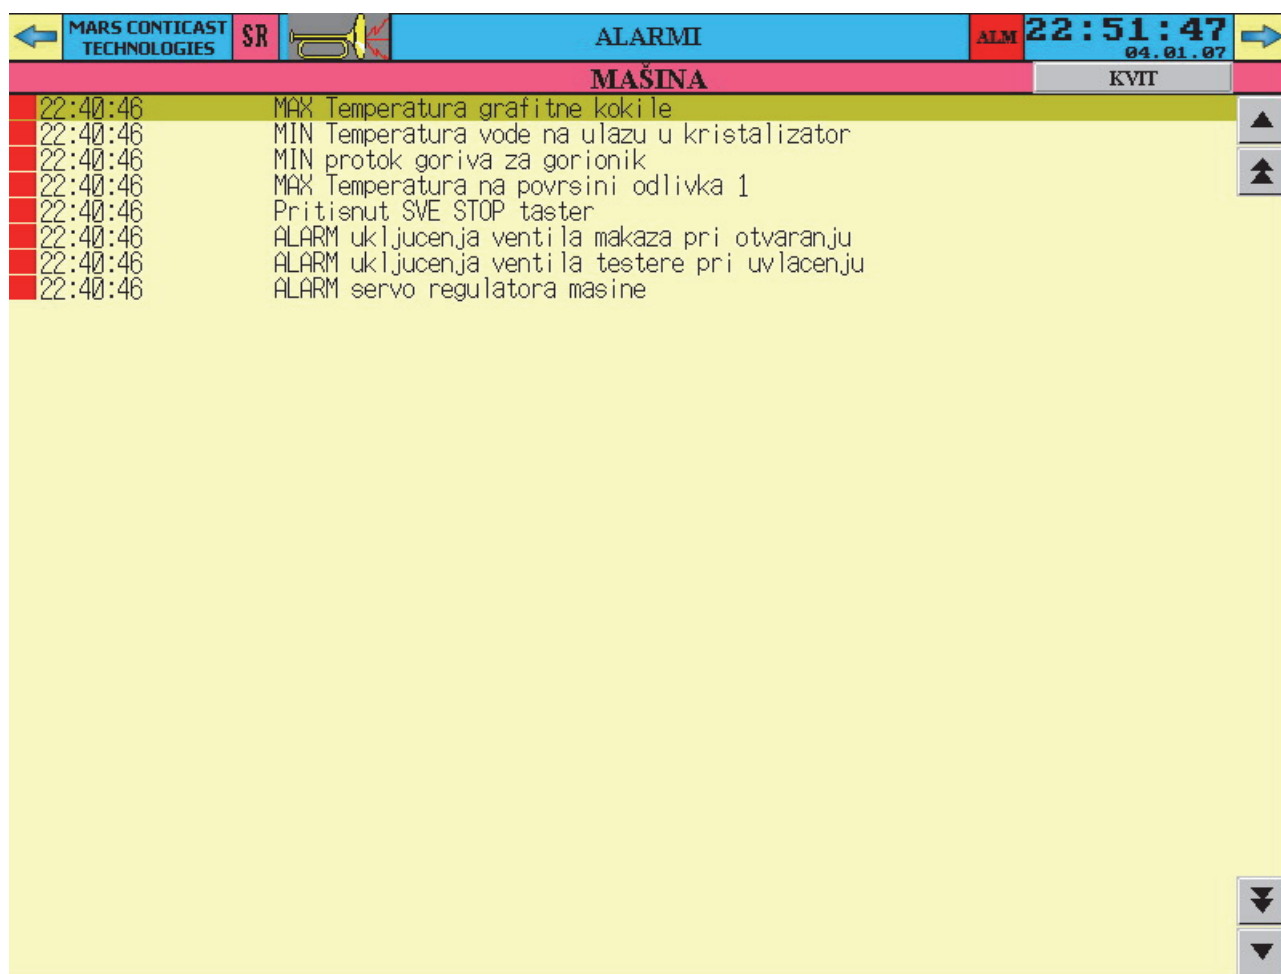 MARS CONTICAST
TECHNOLOGIES
SR
ALARMI
ALM
22:51:47
04.01.07
MAŠINA
KVIT
22:40:46 MAX Temperatura grafitne kokile
22:40:46 MIN Temperatura vode na ulazu u kristalizator
22:40:46 MIN protok goriva za gorionik
22:40:46 MAX Temperatura na povrsini odlivka 1
22:40:46 Pritisnut SVE STOP taster
22:40:46 ALARM ukljucenja ventila makaza pri otvaranju
22:40:46 ALARM ukljucenja ventila testere pri uvlacenju
22:40:46 ALARM servo regulatora masine